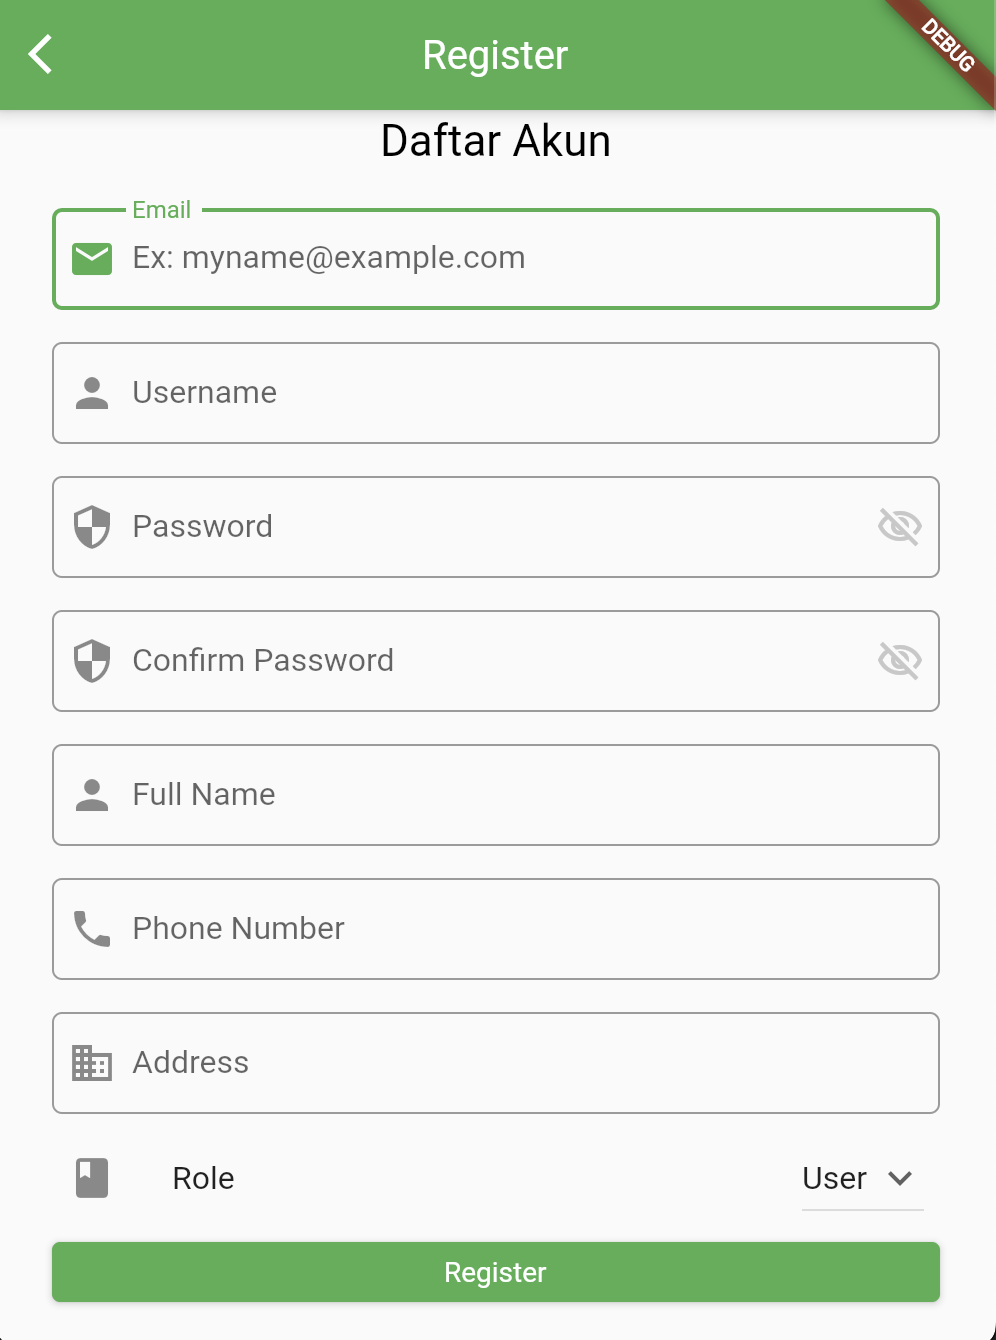 Register
DEBUG
Daftar Akun
Email
Ex: myname@example.com
Username
Password
Confirm Password
Full Name
Phone Number
Address
Role
User
Register